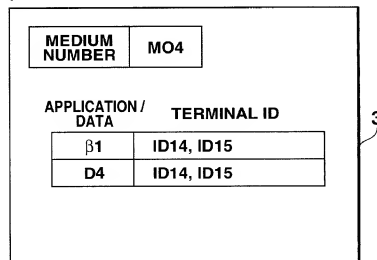 MEDIUM NUMBER MO4
APPLICATION / DATA TERMINAL ID
β1 ID14, ID15
D4 ID14, ID15
3